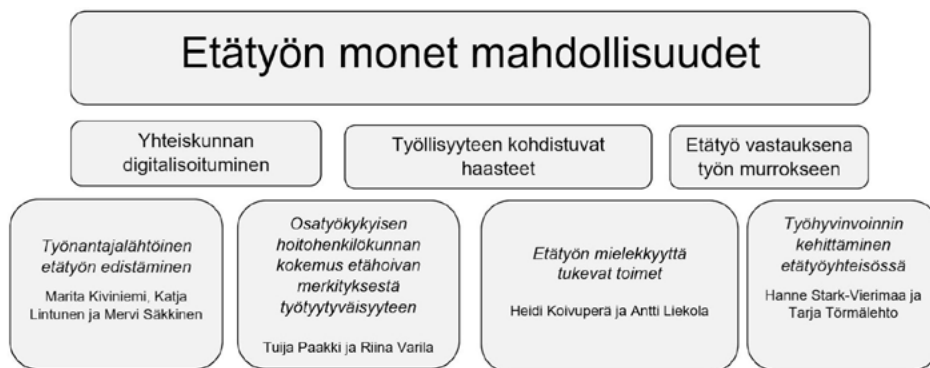 Etätyön monet mahdollisuudet
Yhteiskunnan
digitalisoituminen
Työllisyyteen kohdistuvat
haasteet
Etätyö vastauksena
työn murrokseen
Työnantajalähtöinen
etätyön edistäminen
Marita Kiviniemi, Katja
Lintunen ja Mervi Säkkinen
Osatyökykyisen
hoitohenkilökunnan
kokemus etähoivan
merkityksestä
työtyytyväisyyteen
Tuija Paakki ja Riina Varila
Etätyön mielekkyyttä
tukevat toimet
Heidi Koivuperä ja Antti Liekola
Työhyvinvoinnin
kehittäminen
etätyöyhteisössä
Hanne Stark-Vierimaa ja
Tarja Törmälehto